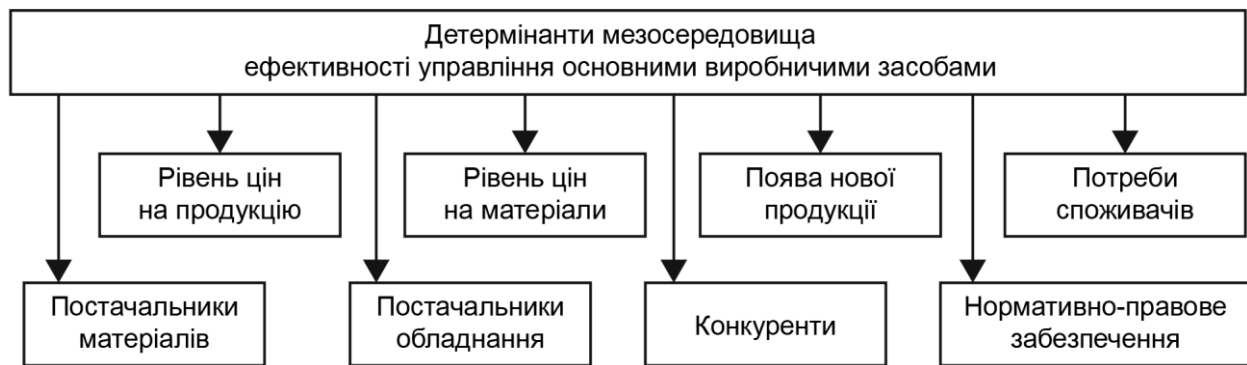 Детермінанти мезосередовища
ефективності управління основними виробничими засобами
Рівень цін
на продукцію
Рівень цін
на матеріали
Поява нової
продукції
Потреби
споживачів
Постачальники
матеріалів
Постачальники
обладнання
Конкуренти
Нормативно-правове
забезпечення